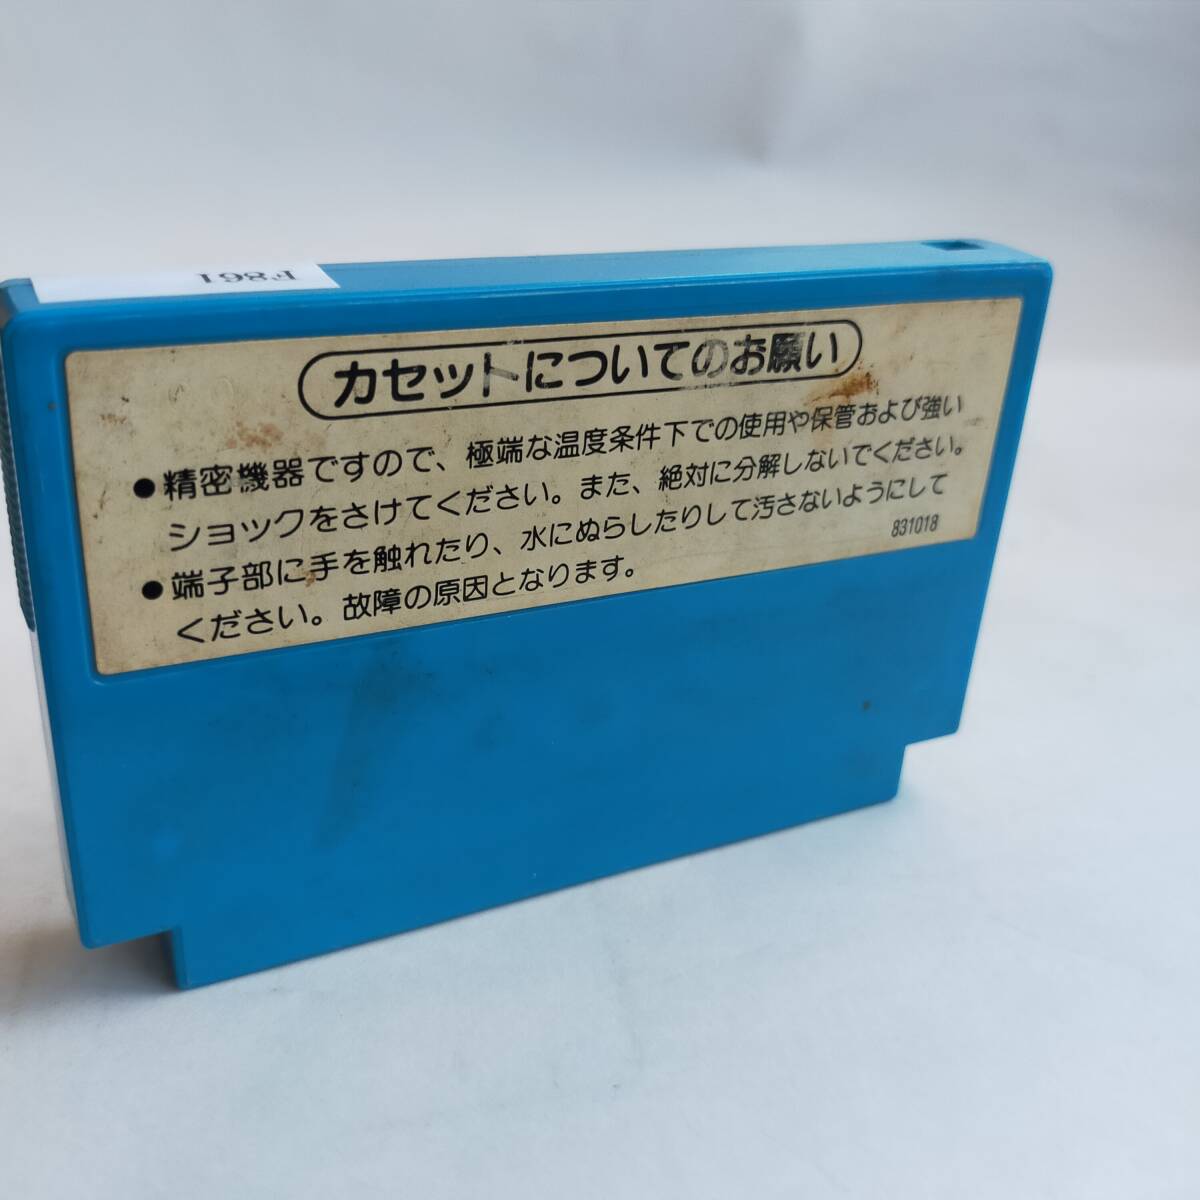 F861
カセットについてのお願い
●精密機器ですので、極端な温度条件下での使用や保管および強い
ショックをさけてください。また、絶対に分解しないでください。
●端子部に手を触れたり、水にぬらしたりして汚さないようにして
ください。故障の原因となります。
831018